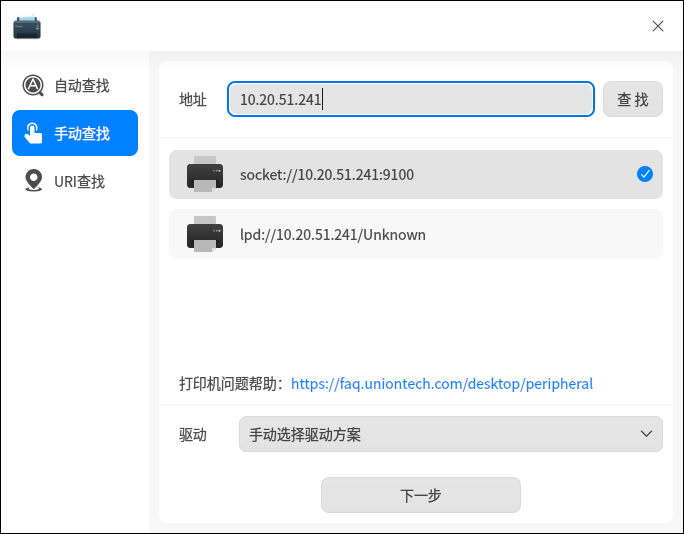 自动查找
手动查找
URI查找
地址
10.20.51.241
查 找
socket://10.20.51.241:9100
lpd://10.20.51.241/Unknown
打印机问题帮助：https://faq.uniontech.com/desktop/peripheral
驱动
手动选择驱动方案
下一步